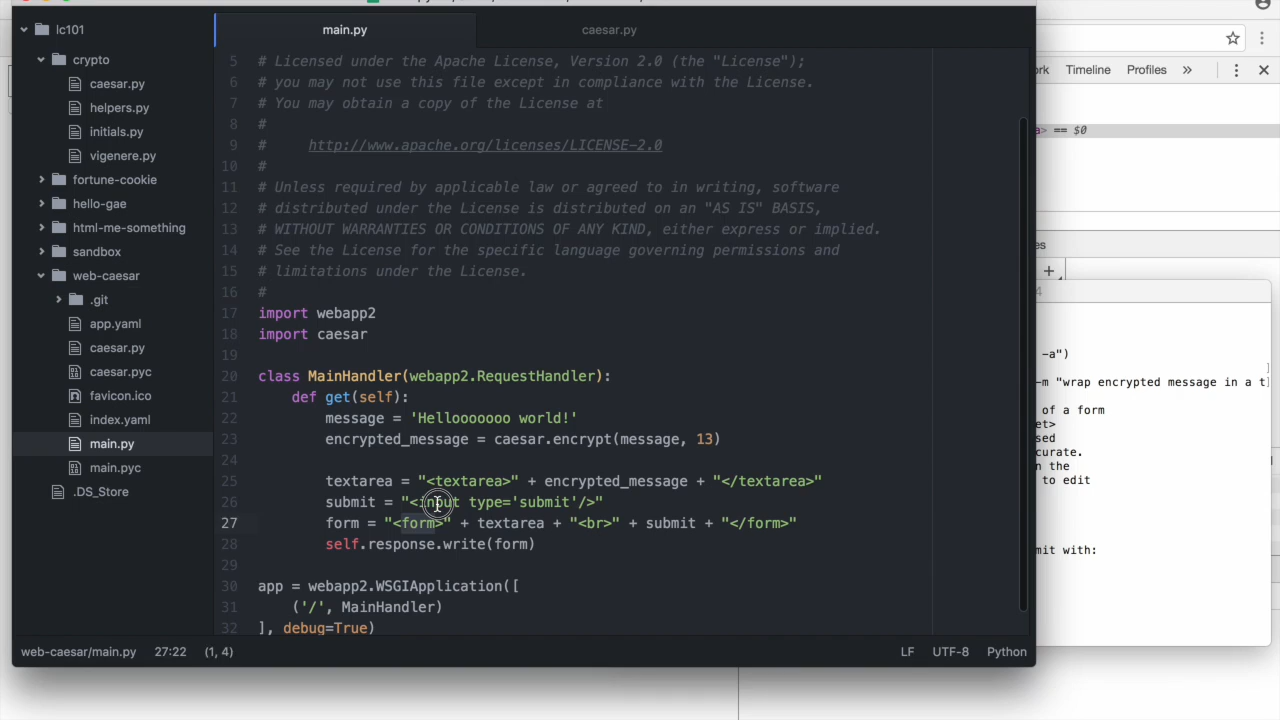 lc101
crypto
caesar.py
helpers.py
initials.py
vigenere.py
fortune-cookie
hello-gae
html-me-something
sandbox
web-caesar
.git
app.yaml
caesar.py
caesar.pyc
favicon.ico
index.yaml
main.py
main.pyc
.DS_Store
main.py caesar.py
5 # Licensed under the Apache License, Version 2.0 (the "License");
6 # you may not use this file except in compliance with the License.
7 # You may obtain a copy of the License at
8 #
9 # http://www.apache.org/licenses/LICENSE-2.0
10 #
11 # Unless required by applicable law or agreed to in writing, software
12 # distributed under the License is distributed on an "AS IS" BASIS,
13 # WITHOUT WARRANTIES OR CONDITIONS OF ANY KIND, either express or implied.
14 # See the License for the specific language governing permissions and
15 # limitations under the License.
16 #
17 import webapp2
18 import caesar
19
20 class MainHandler(webapp2.RequestHandler):
21 def get(self):
22 message = 'Hellooooooo world!'
23 encrypted_message = caesar.encrypt(message, 13)
24
25 textarea = "<textarea>" + encrypted_message + "</textarea>"
26 submit = "<input type='submit'/>"
27 form = "<form>" + textarea + "<br>" + submit + "</form>"
28 self.response.write(form)
29
30 app = webapp2.WSGIApplication([
31 ('/', MainHandler)
32 ], debug=True)
web-caesar/main.py 27:22 (1, 4) LF UTF-8 Python
rk Timeline Profiles »
a> == $0
es
4
-a")
-m "wrap encrypted message in a t
of a form
et>
sed
curate.
n the
to edit
mit with: